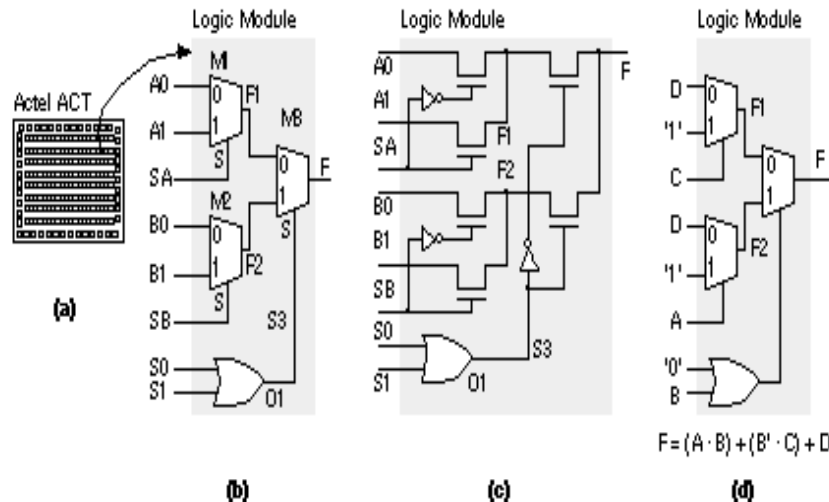 Logic Module
Logic Module
Logic Module
Actel ACT
(a)
M1
A0
0
F1
A1
1
M3
S
SA
0
F
1
M2
B0
0
S
B1
1
F2
S
SB
S3
S0
S1
O1
(b)
A0
F
A1
F1
SA
F2
B0
B1
SB
S0
S3
S1
O1
(c)
D
0
F1
'1'
1
C
0
F
1
D
0
F2
'1'
1
A
'0'
B
F = (A · B) + (B' · C) + D
(d)